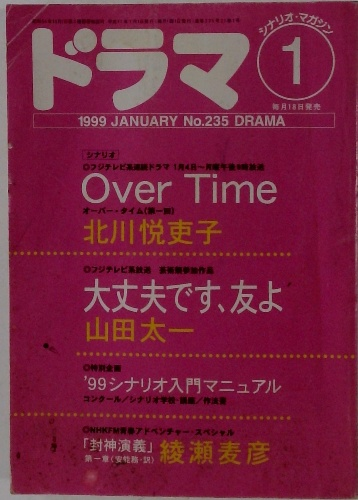 ドラマ
シナリオ・マガジン
1
毎月18日発売
1999 JANUARY No.235 DRAMA
シナリオ
◎フジテレビ系連続ドラマ 1月4日〜月曜午後9時放送
Over Time
オーバー・タイム(第一回)
北川悦吏子
◎フジテレビ系放送 芸術祭参加作品
大丈夫です、友よ
山田太一
◎特別企画
'99シナリオ入門マニュアル
コンクール/シナリオ学校・講座/作法書
◎NHKFM青春アドベンチャー・スペシャル
「封神演義」
第一章(安能務・訳)
綾瀬麦彦